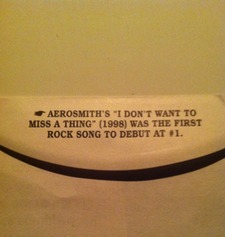 ☛ AEROSMITH'S "I DON'T WANT TO
MISS A THING" (1998) WAS THE FIRST
ROCK SONG TO DEBUT AT #1.